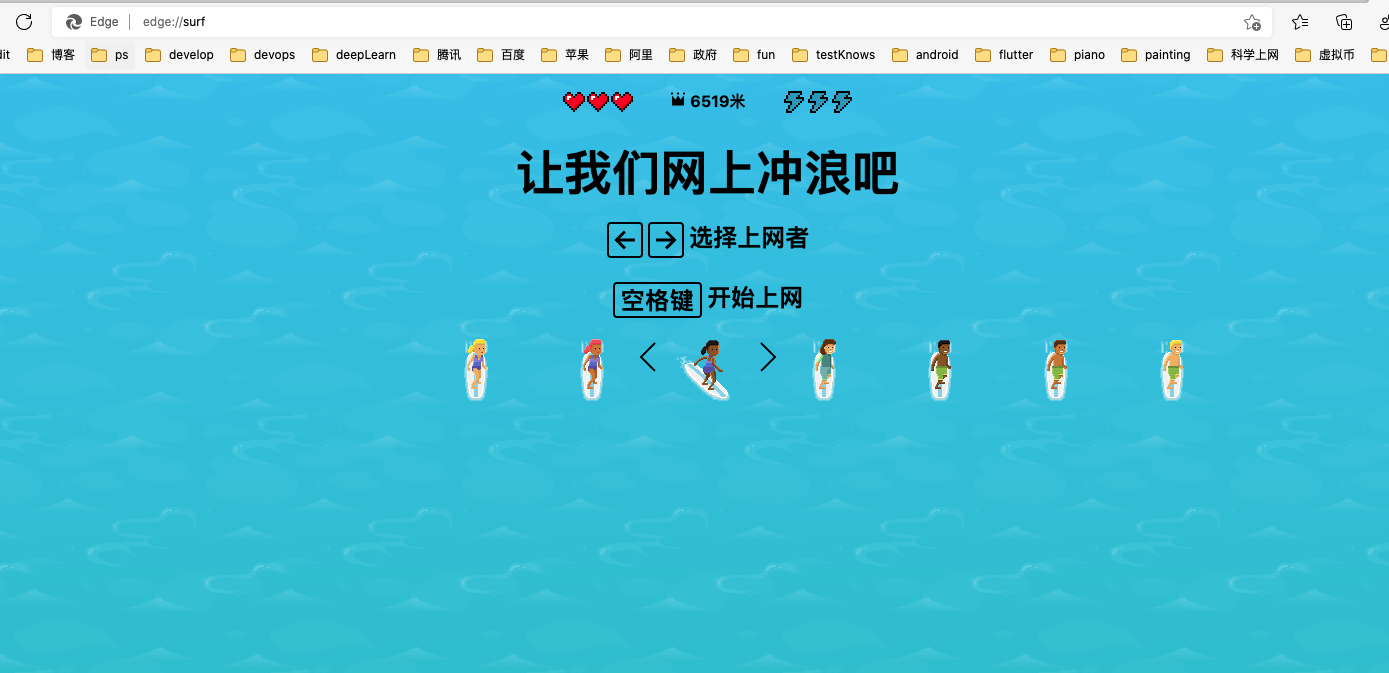 Edge edge://surf
dit 博客 ps develop devops deepLearn 腾讯 百度 苹果 阿里 政府 fun testKnows android flutter piano painting 科学上网 虚拟币
6519米
让我们网上冲浪吧
← → 选择上网者
空格键 开始上网